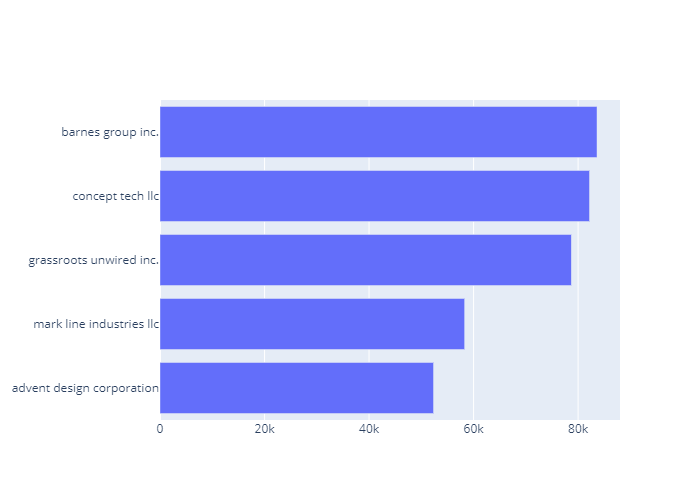 barnes group inc.
concept tech llc
grassroots unwired inc.
mark line industries llc
advent design corporation
0 20k 40k 60k 80k